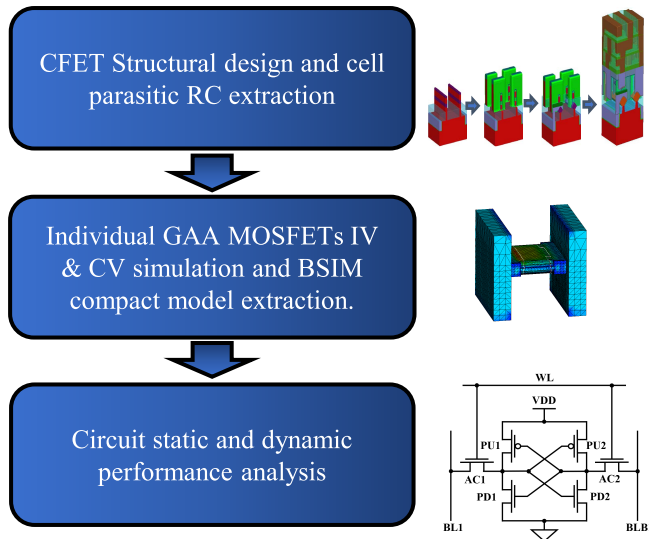 CFET Structural design and cell
parasitic RC extraction
Individual GAA MOSFETs IV
& CV simulation and BSIM
compact model extraction.
Circuit static and dynamic
performance analysis
WL
VDD
PU1
PU2
AC1
AC2
PD1
PD2
BL1
BLB